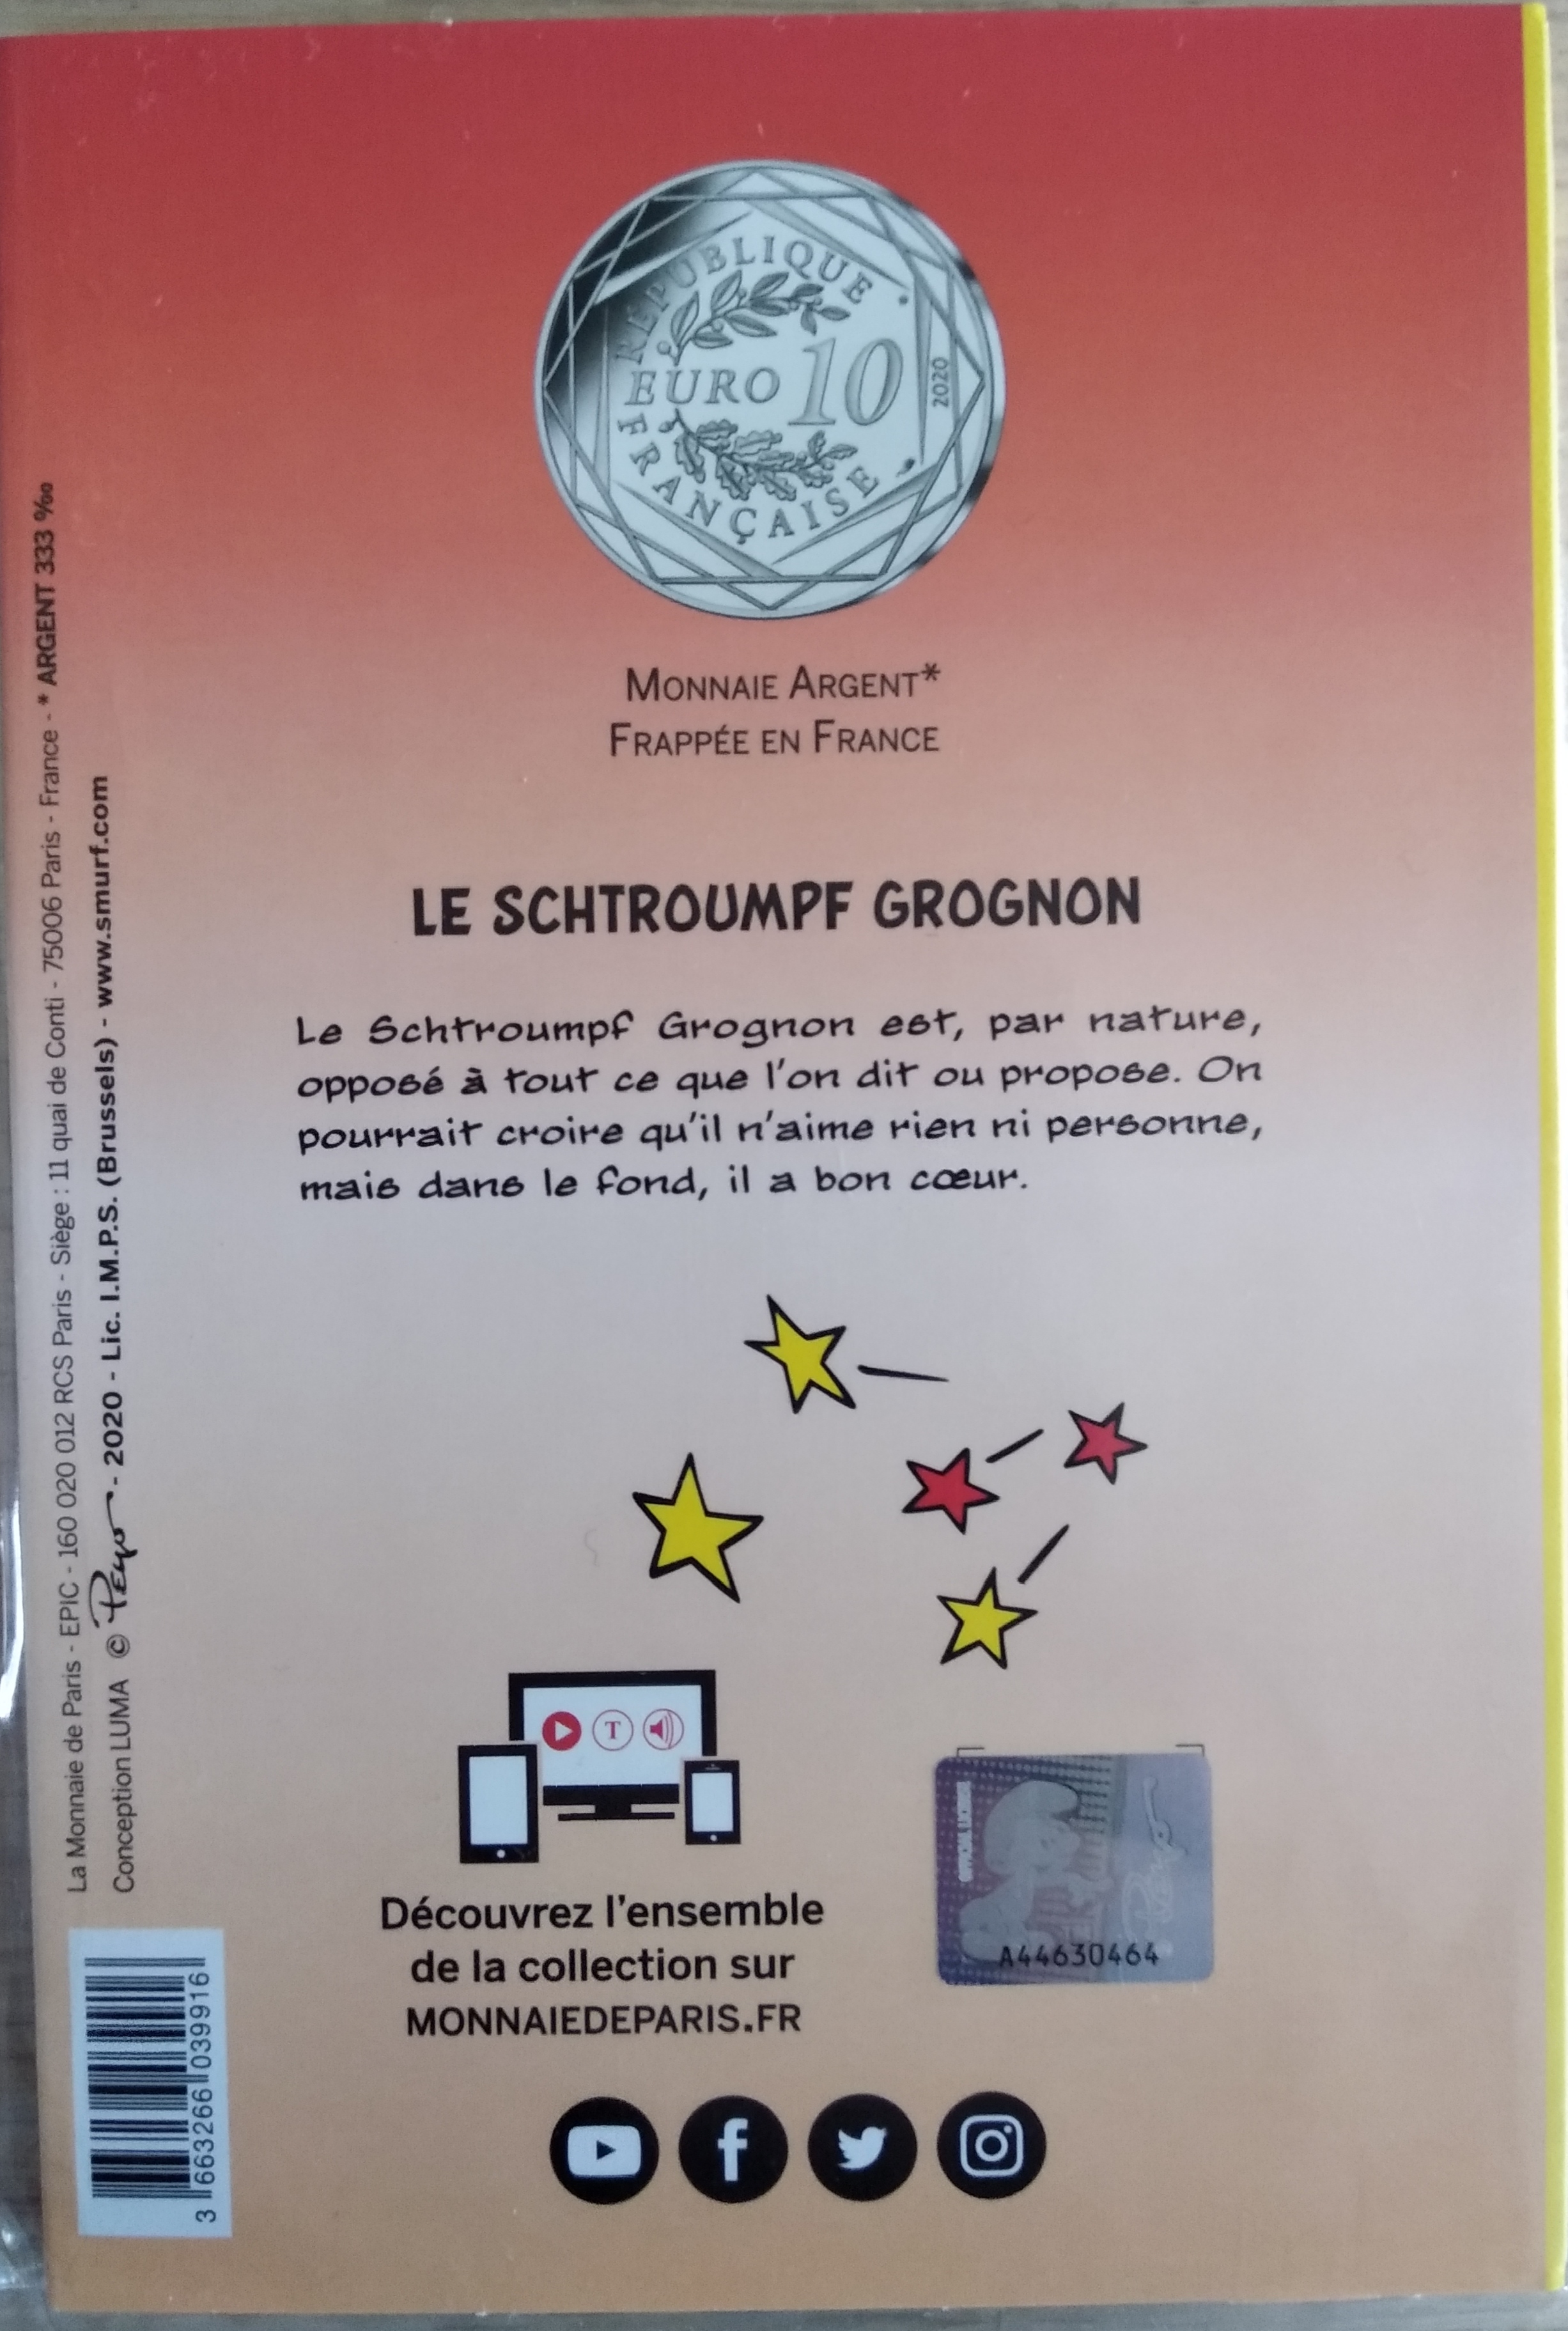 RÉPUBLIQUE
EURO 10
2020
FRANÇAISE
MONNAIE ARGENT*
FRAPPÉE EN FRANCE
LE SCHTROUMPF GROGNON
Le Schtroumpf Grognon est, par nature,
opposé à tout ce que l'on dit ou propose. On
pourrait croire qu'il n'aime rien ni personne,
mais dans le fond, il a bon cœur.
T
Découvrez l'ensemble
de la collection sur
MONNAIEDEPARIS.FR
OFFICIAL LICENSE
Peyo
A44630464
f
La Monnaie de Paris - EPIC - 160 020 012 RCS Paris - Siège : 11 quai de Conti - 75006 Paris - France - * ARGENT 333 ‰
Conception LUMA © Peyo - 2020 - Lic. I.M.P.S. (Brussels) - www.smurf.com
3 663266 039916